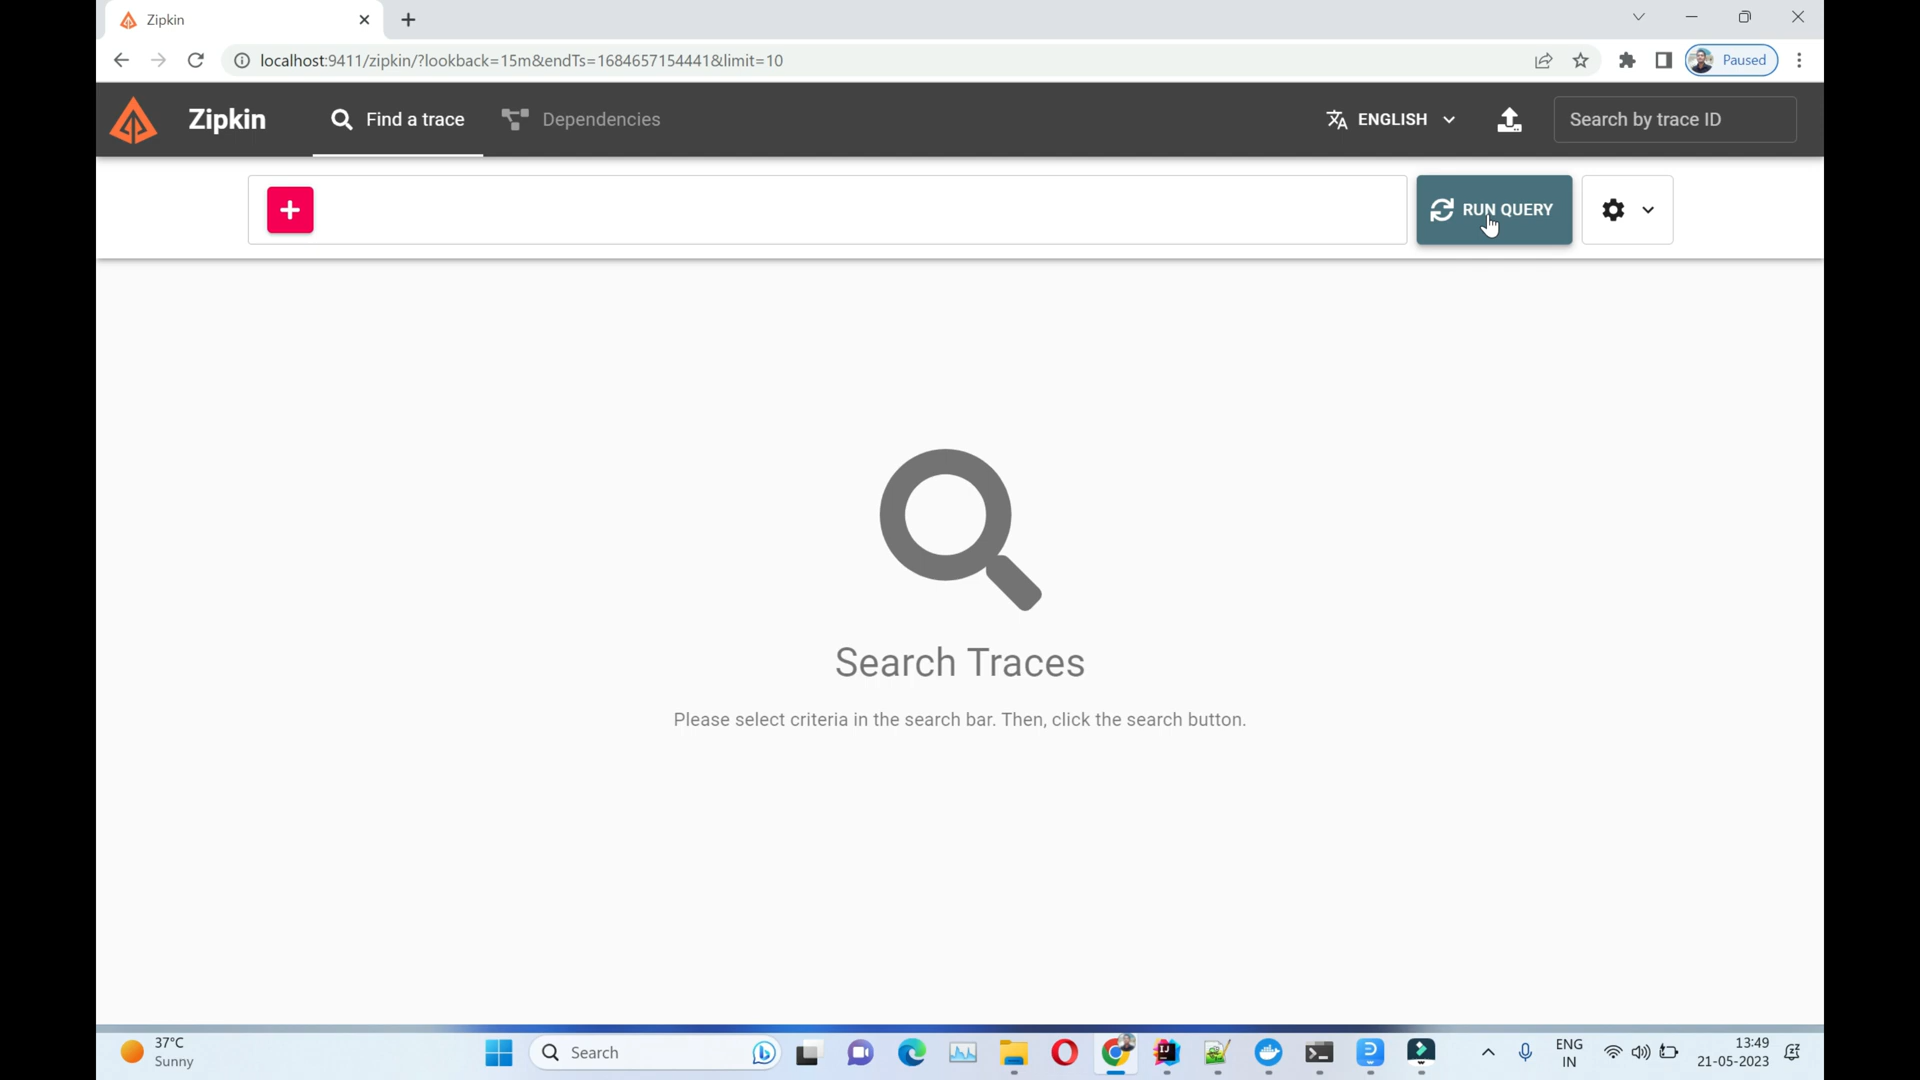 Zipkin
localhost:9411/zipkin/?lookback=15m&endTs=1684657154441&limit=10
Paused
Zipkin
Find a trace
Dependencies
ENGLISH
Search by trace ID
RUN QUERY
Search Traces
Please select criteria in the search bar. Then, click the search button.
37°C
Sunny
Search
ENG
IN
13:49
21-05-2023